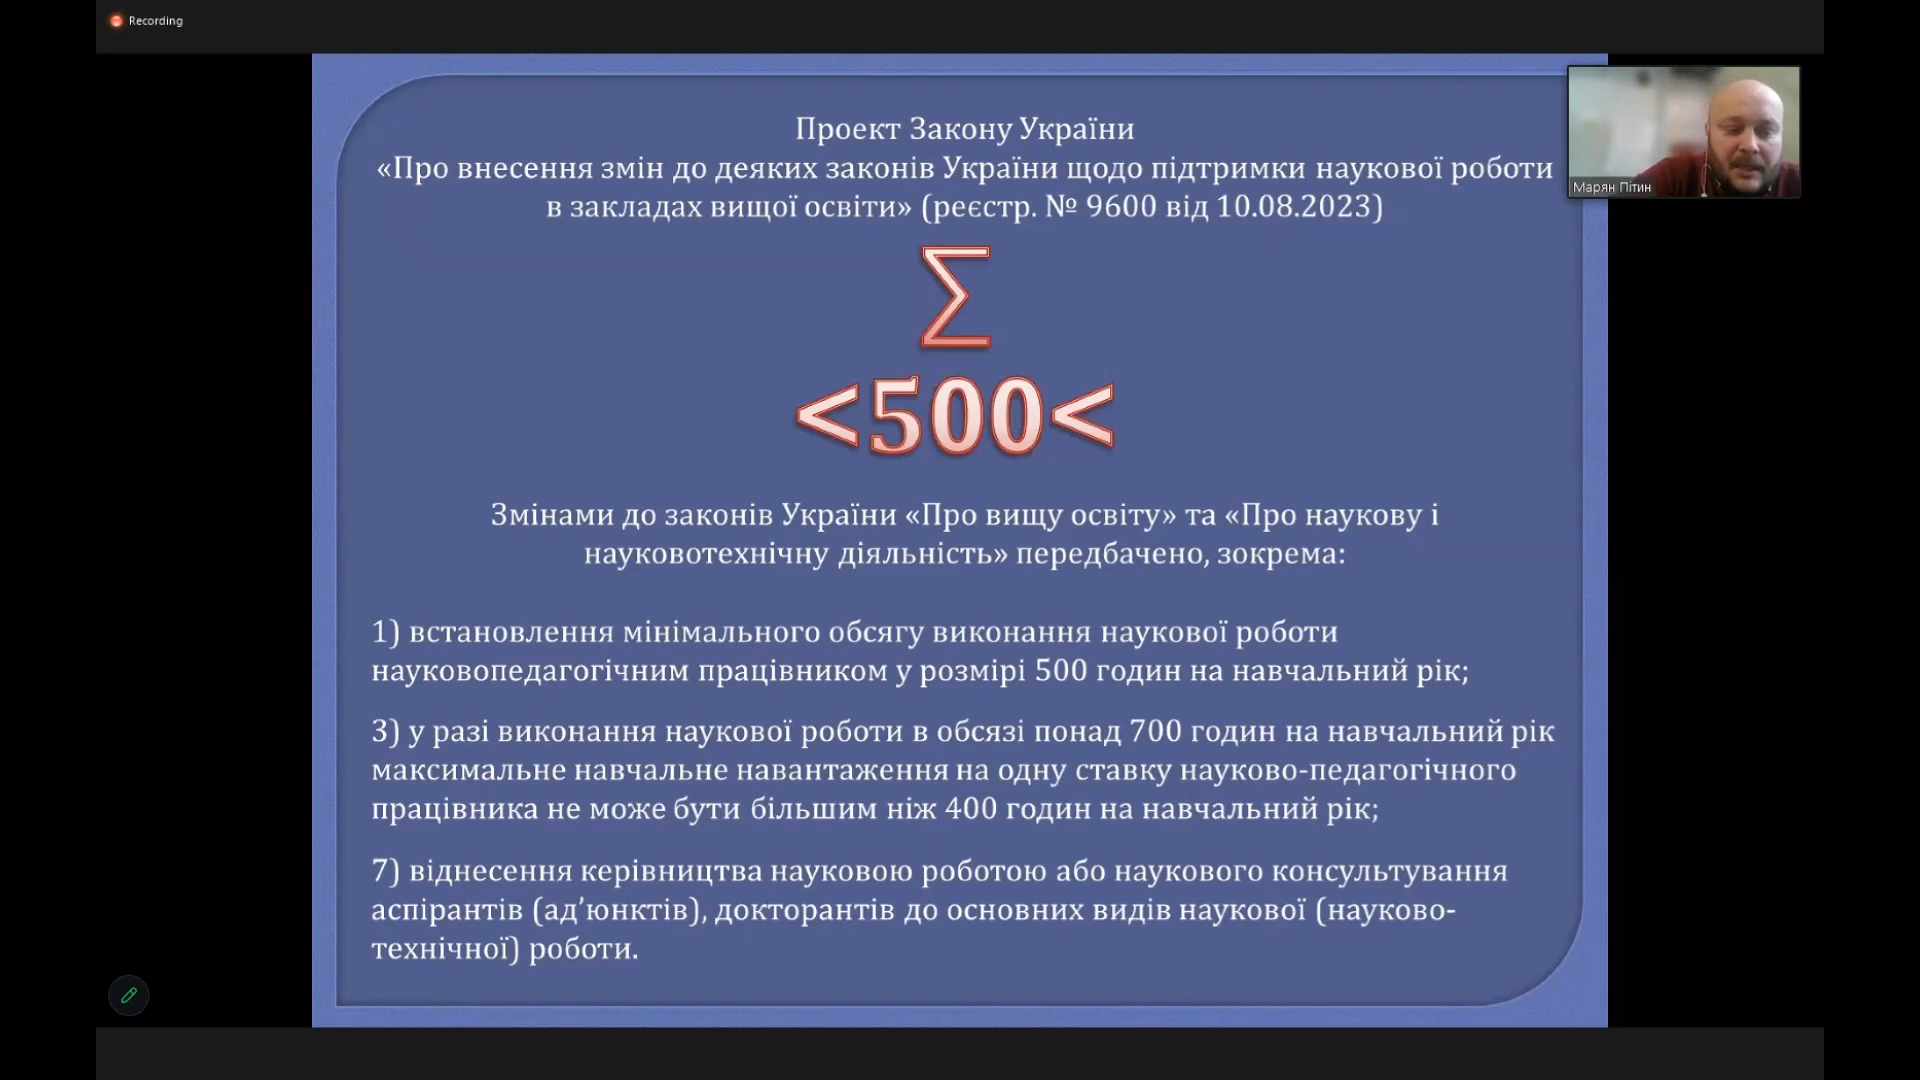 Recording
Проект Закону України
«Про внесення змін до деяких законів України щодо підтримки наукової роботи
в закладах вищої освіти» (реєстр. № 9600 від 10.08.2023)
Марян Пітин
∑
<500<
Змінами до законів України «Про вищу освіту» та «Про наукову і
науковотехнічну діяльність» передбачено, зокрема:
1) встановлення мінімального обсягу виконання наукової роботи
науковопедагогічним працівником у розмірі 500 годин на навчальний рік;
3) у разі виконання наукової роботи в обсязі понад 700 годин на навчальний рік
максимальне навчальне навантаження на одну ставку науково-педагогічного
працівника не може бути більшим ніж 400 годин на навчальний рік;
7) віднесення керівництва науковою роботою або наукового консультування
аспірантів (ад’юнктів), докторантів до основних видів наукової (науково-
технічної) роботи.